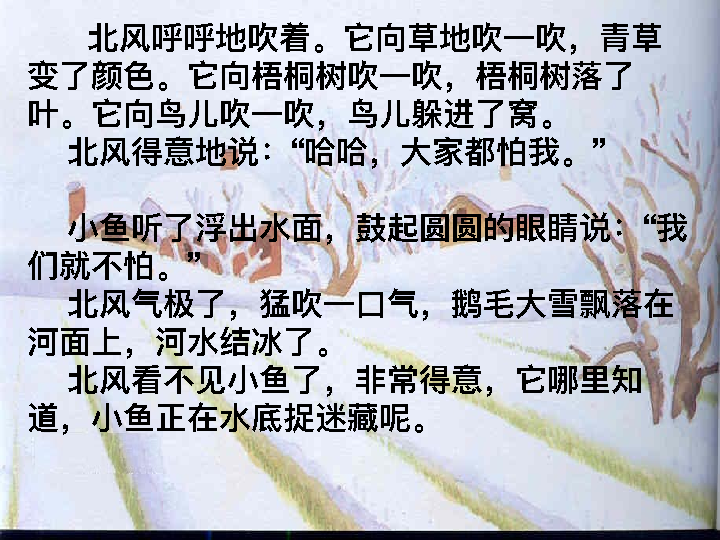 北风呼呼地吹着。它向草地吹一吹，青草
变了颜色。它向梧桐树吹一吹，梧桐树落了
叶。它向鸟儿吹一吹，鸟儿躲进了窝。
北风得意地说：“哈哈，大家都怕我。”
小鱼听了浮出水面，鼓起圆圆的眼睛说：“我
们就不怕。”
北风气极了，猛吹一口气，鹅毛大雪飘落在
河面上，河水结冰了。
北风看不见小鱼了，非常得意，它哪里知
道，小鱼正在水底捉迷藏呢。